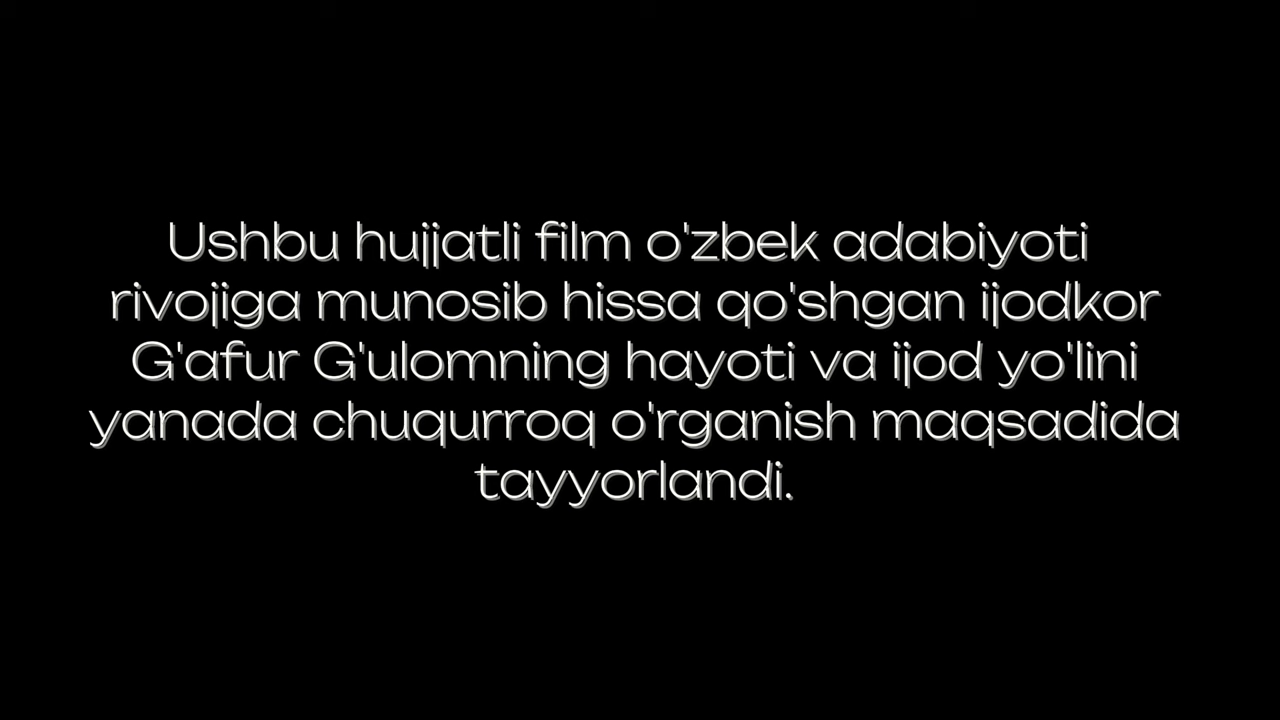 Ushbu hujjatli film o'zbek adabiyoti
rivojiga munosib hissa qo'shgan ijodkor
G'afur G'ulomning hayoti va ijod yo'lini
yanada chuqurroq o'rganish maqsadida
tayyorlandi.